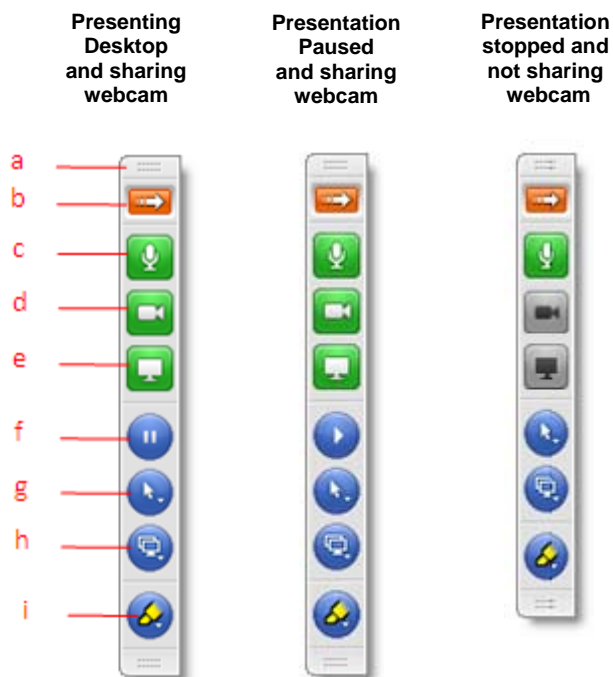 Presenting
Desktop
and sharing
webcam
Presentation
Paused
and sharing
webcam
Presentation
stopped and
not sharing
webcam
a
b
c
d
e
f
g
h
i